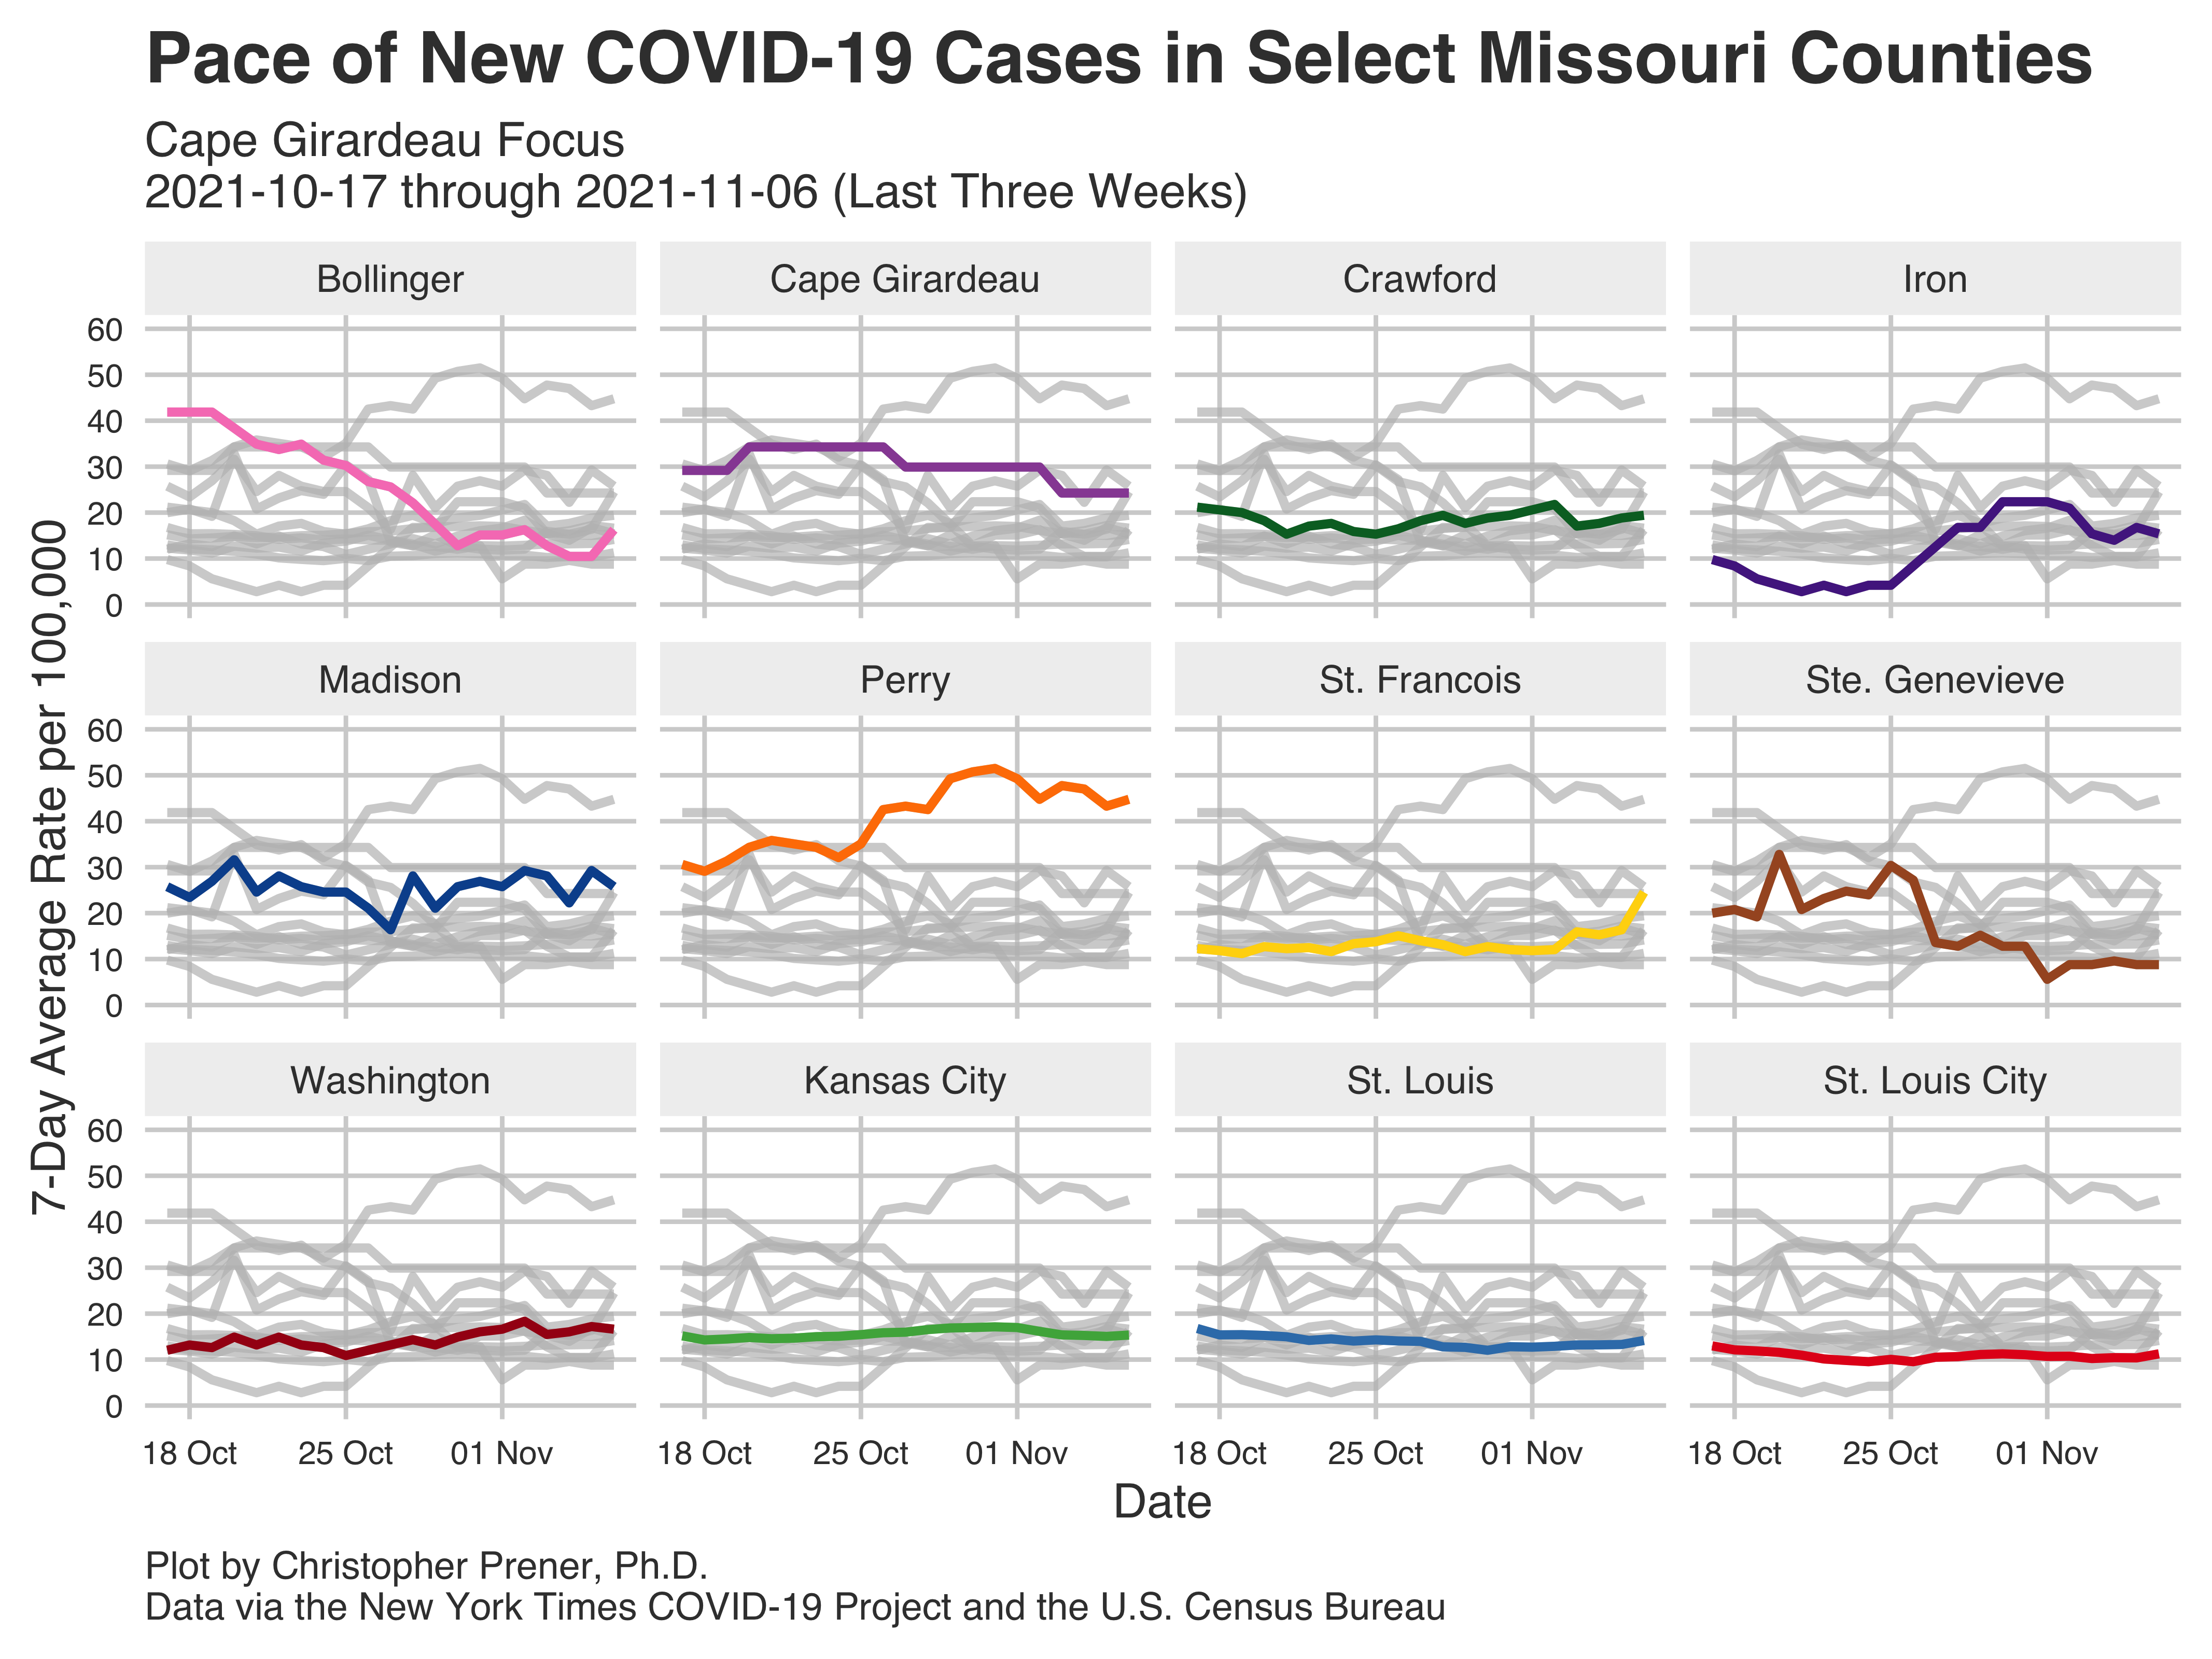 Pace of New COVID-19 Cases in Select Missouri Counties
Cape Girardeau Focus
2021-10-17 through 2021-11-06 (Last Three Weeks)
Bollinger
Cape Girardeau
Crawford
Iron
60
50
40
30
20
10
0
Madison
Perry
St. Francois
Ste. Genevieve
60
50
40
30
20
10
0
Washington
Kansas City
St. Louis
St. Louis City
60
50
40
30
20
10
0
7-Day Average Rate per 100,000
18 Oct 25 Oct 01 Nov
18 Oct 25 Oct 01 Nov
18 Oct 25 Oct 01 Nov
18 Oct 25 Oct 01 Nov
Date
Plot by Christopher Prener, Ph.D.
Data via the New York Times COVID-19 Project and the U.S. Census Bureau